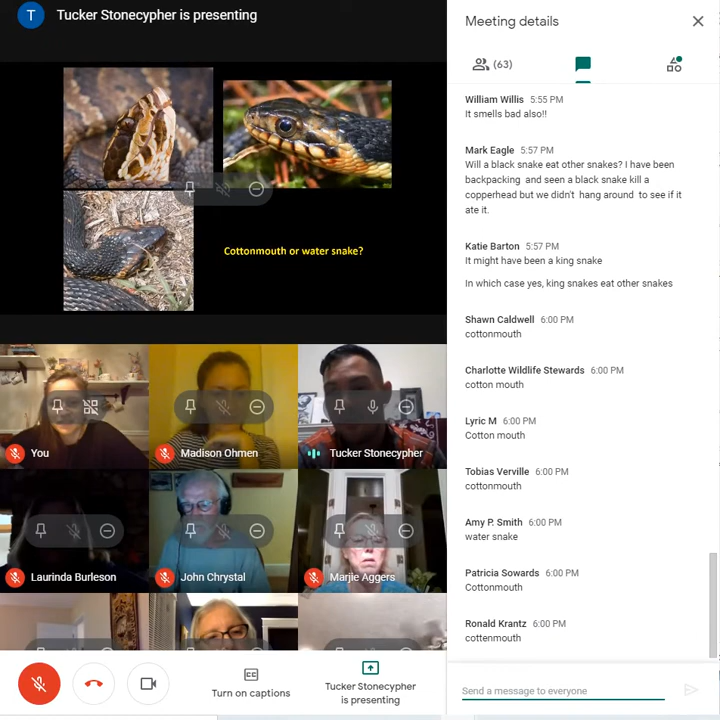 T
Tucker Stonecypher is presenting
Cottonmouth or water snake?
You
Madison Ohmen
Tucker Stonecypher
Laurinda Burleson
John Chrystal
Marjie Aggers
Turn on captions
Tucker Stonecypher
is presenting
Meeting details
(63)
William Willis 5:55 PM
It smells bad also!!
Mark Eagle 5:57 PM
Will a black snake eat other snakes? I have been
backpacking and seen a black snake kill a
copperhead but we didn't hang around to see if it
ate it.
Katie Barton 5:57 PM
It might have been a king snake
In which case yes, king snakes eat other snakes
Shawn Caldwell 6:00 PM
cottonmouth
Charlotte Wildlife Stewards 6:00 PM
cotton mouth
Lyric M 6:00 PM
Cotton mouth
Tobias Verville 6:00 PM
cottonmouth
Amy P. Smith 6:00 PM
water snake
Patricia Sowards 6:00 PM
Cottonmouth
Ronald Krantz 6:00 PM
cottenmouth
Send a message to everyone